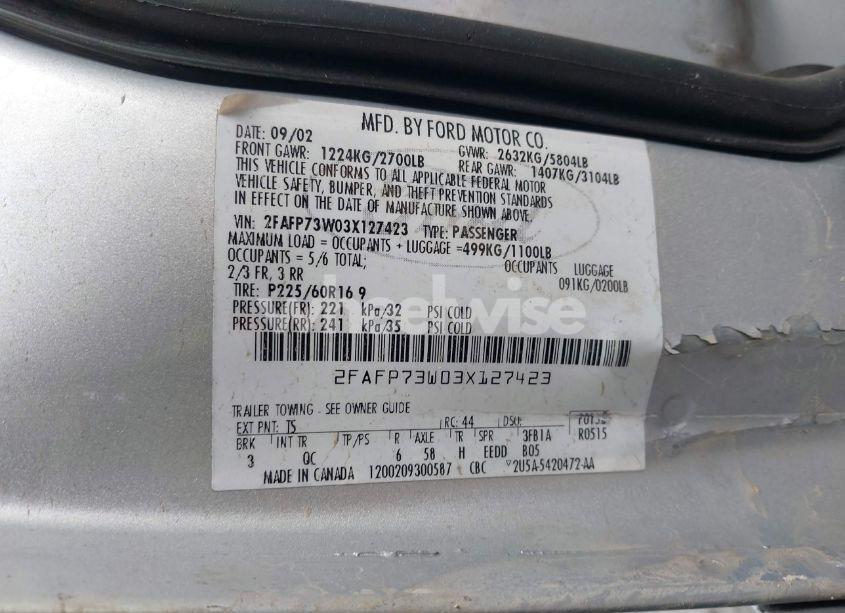 MFD. BY FORD MOTOR CO.
DATE: 09/02 GVWR: 2632KG/5804LB
FRONT GAWR: 1224KG/2700LB REAR GAWR: 1407KG/3104LB
THIS VEHICLE CONFORMS TO ALL APPLICABLE FEDERAL MOTOR
VEHICLE SAFETY, BUMPER, AND THEFT PREVENTION STANDARDS
IN EFFECT ON THE DATE OF MANUFACTURE SHOWN ABOVE.
VIN: 2FAFP73W03X127423 TYPE: PASSENGER
MAXIMUM LOAD = OCCUPANTS + LUGGAGE =499KG/1100LB
OCCUPANTS = 5/6 TOTAL; OCCUPANTS LUGGAGE
2/3 FR, 3 RR 091KG/0200LB
TIRE: P225/60R16 9
PRESSURE(FR): 221 kPa/32 PSI COLD
PRESSURE(RR): 241 kPa/35 PSI COLD
2FAFP73W03X127423
TRAILER TOWING - SEE OWNER GUIDE
EXT PNT: TS RC: 44 DSO:
BRK INT TR TP/PS R AXLE TR SPR 3FB1A R0515
3 QC 6 58 H EEDD B05
MADE IN CANADA 1200209300587 CBC 2U5A-5420472-AA